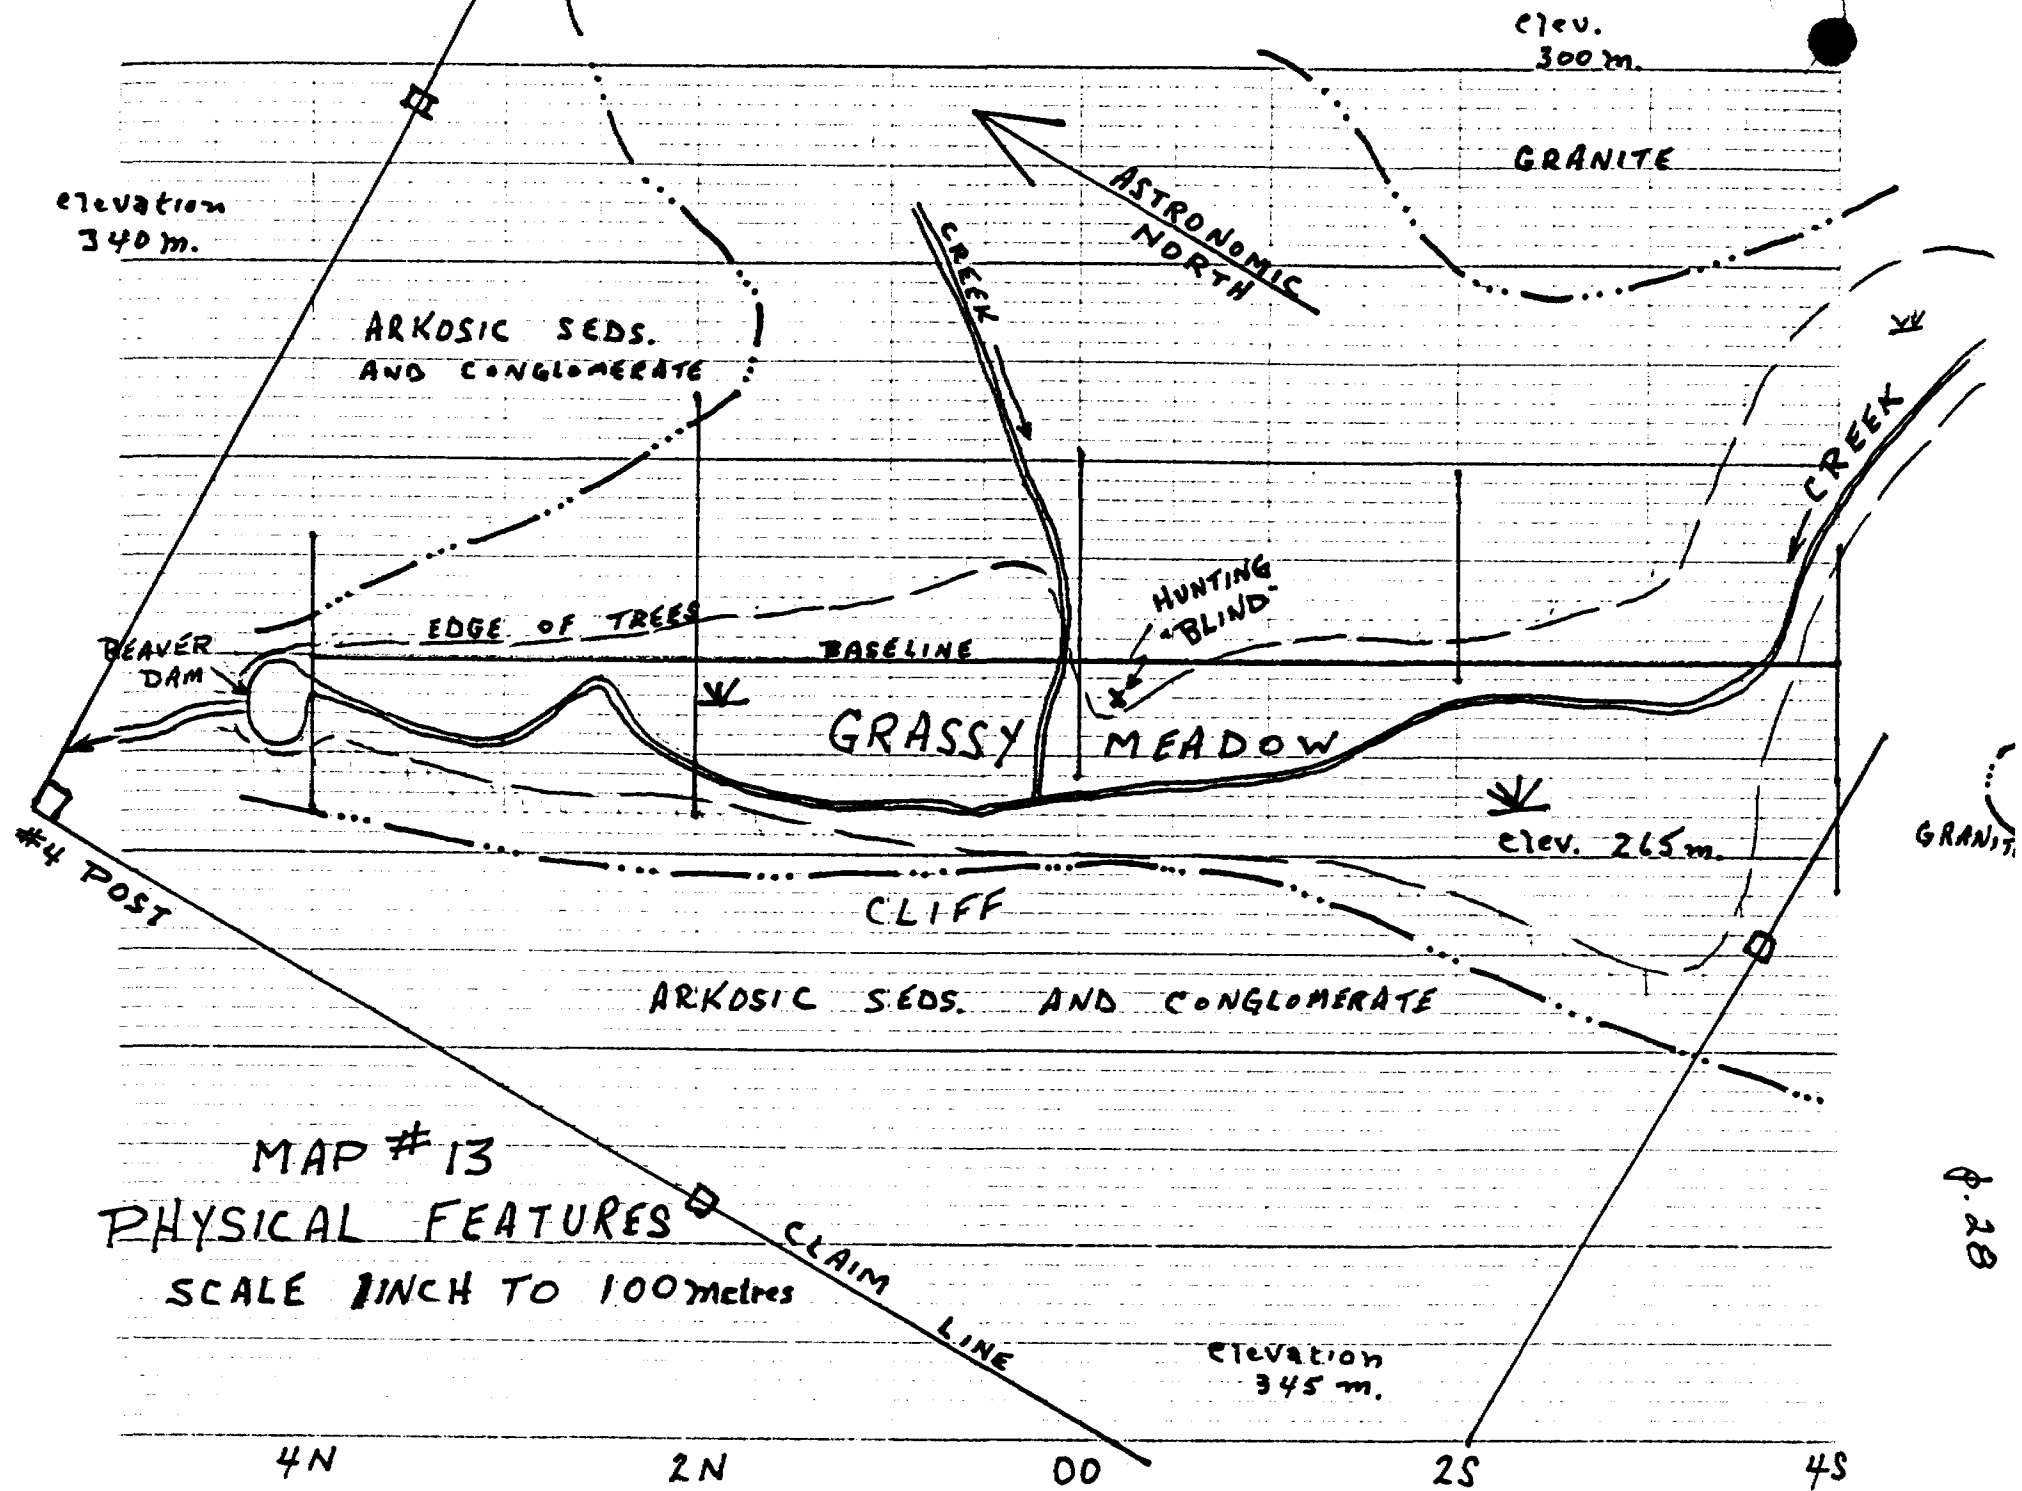 elev.
300 m.
GRANITE
ASTRONOMIC
NORTH
elevation
340 m.
CREEK
ARKOSIC SEDS.
AND CONGLOMERATE
CREEK
HUNTING
"BLIND"
EDGE OF TREES
BASELINE
BEAVER
DAM
GRASSY MEADOW
elev. 265 m.
#4 POST
CLIFF
ARKOSIC SEDS. AND CONGLOMERATE
MAP #13
PHYSICAL FEATURES
SCALE 1 INCH TO 100 metres
CLAIM LINE
elevation
345 m.
4N 2N 00 2S 4S
p. 28